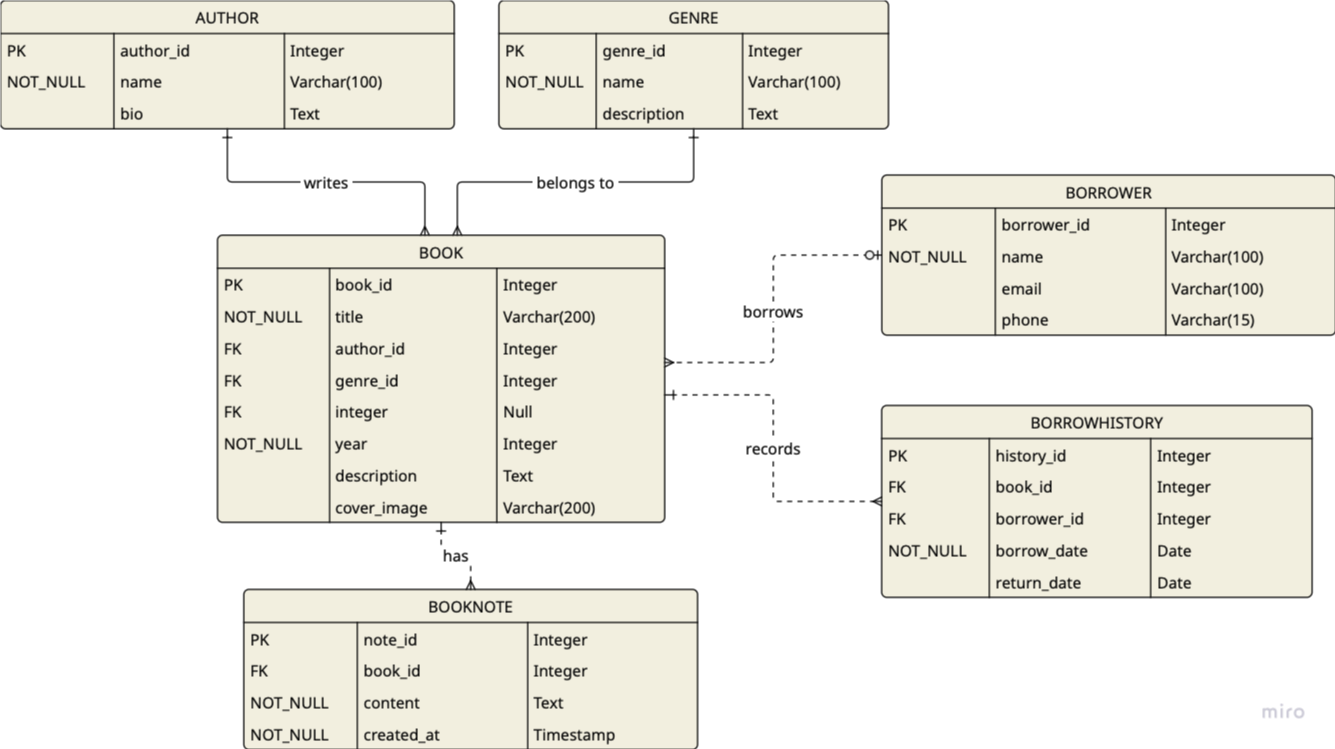 AUTHOR
PK author_id Integer
NOT_NULL name Varchar(100)
bio Text
GENRE
PK genre_id Integer
NOT_NULL name Varchar(100)
description Text
writes
belongs to
BORROWER
PK borrower_id Integer
NOT_NULL name Varchar(100)
email Varchar(100)
phone Varchar(15)
BOOK
PK book_id Integer
NOT_NULL title Varchar(200)
FK author_id Integer
FK genre_id Integer
FK integer Null
NOT_NULL year Integer
description Text
cover_image Varchar(200)
borrows
records
BORROWHISTORY
PK history_id Integer
FK book_id Integer
FK borrower_id Integer
NOT_NULL borrow_date Date
return_date Date
has
BOOKNOTE
PK note_id Integer
FK book_id Integer
NOT_NULL content Text
NOT_NULL created_at Timestamp
miro